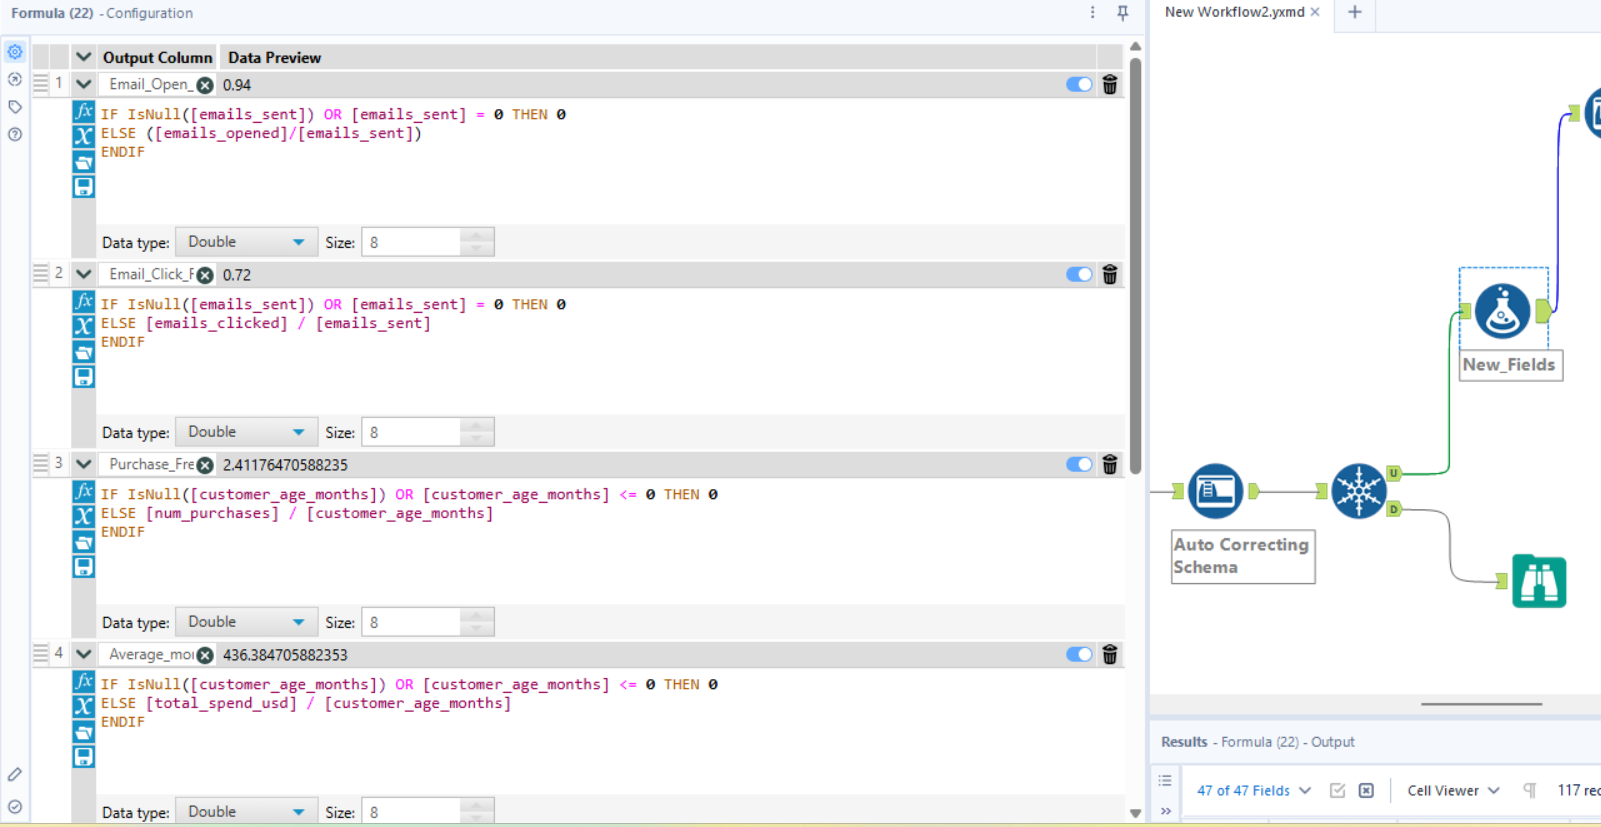 Formula (22) - Configuration
Output Column Data Preview
1 Email_Open_ 0.94
IF IsNull([emails_sent]) OR [emails_sent] = 0 THEN 0
ELSE ([emails_opened]/[emails_sent])
ENDIF
Data type: Double Size: 8
2 Email_Click_F 0.72
IF IsNull([emails_sent]) OR [emails_sent] = 0 THEN 0
ELSE [emails_clicked] / [emails_sent]
ENDIF
Data type: Double Size: 8
3 Purchase_Fre 2.41176470588235
IF IsNull([customer_age_months]) OR [customer_age_months] <= 0 THEN 0
ELSE [num_purchases] / [customer_age_months]
ENDIF
Data type: Double Size: 8
4 Average_mo 436.384705882353
IF IsNull([customer_age_months]) OR [customer_age_months] <= 0 THEN 0
ELSE [total_spend_usd] / [customer_age_months]
ENDIF
Data type: Double Size: 8
New Workflow2.yxmd
New_Fields
U
D
Auto Correcting
Schema
Results - Formula (22) - Output
47 of 47 Fields Cell Viewer 117 rec